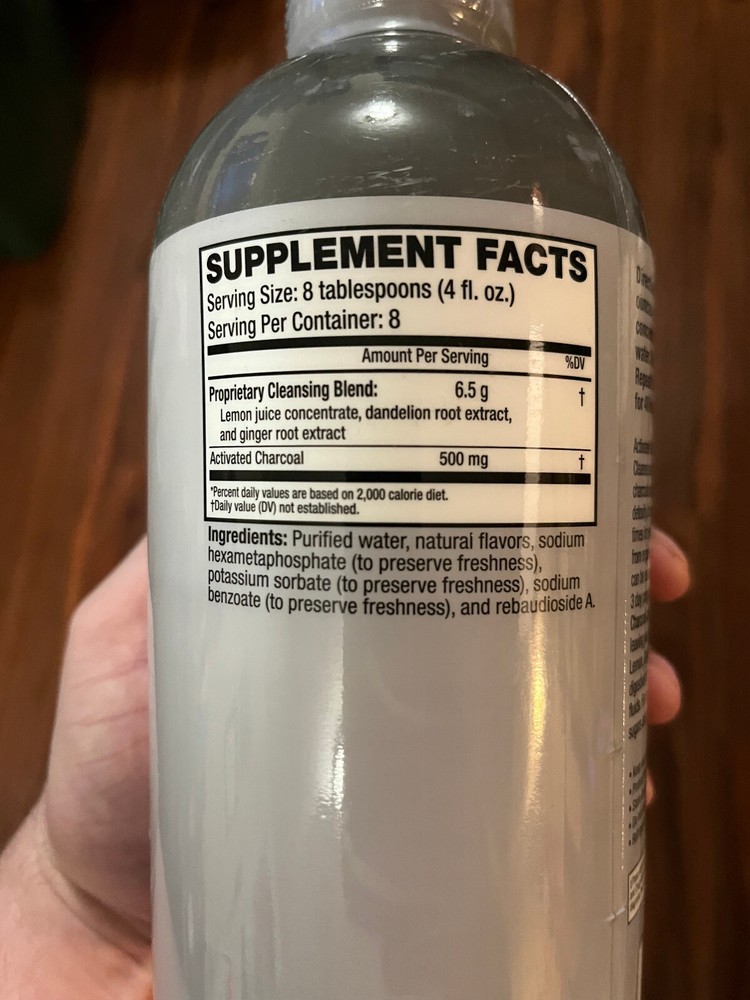 SUPPLEMENT FACTS
Serving Size: 8 tablespoons (4 fl. oz.)
Serving Per Container: 8
Amount Per Serving %DV
Proprietary Cleansing Blend: 6.5 g †
Lemon juice concentrate, dandelion root extract,
and ginger root extract
Activated Charcoal 500 mg †
*Percent daily values are based on 2,000 calorie diet.
†Daily value (DV) not established.
Ingredients: Purified water, natural flavors, sodium
hexametaphosphate (to preserve freshness),
potassium sorbate (to preserve freshness), sodium
benzoate (to preserve freshness), and rebaudioside A.